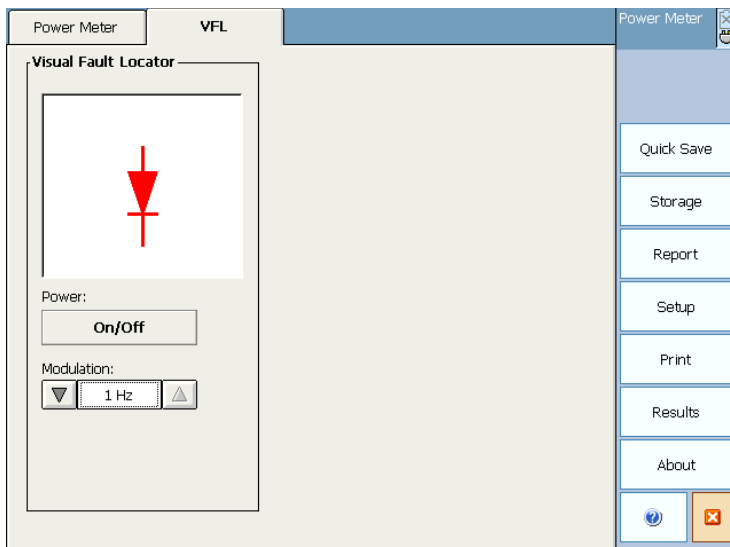 Power Meter
VFL
Power Meter
Visual Fault Locator
Power:
On/Off
Modulation:
1 Hz
Quick Save
Storage
Report
Setup
Print
Results
About